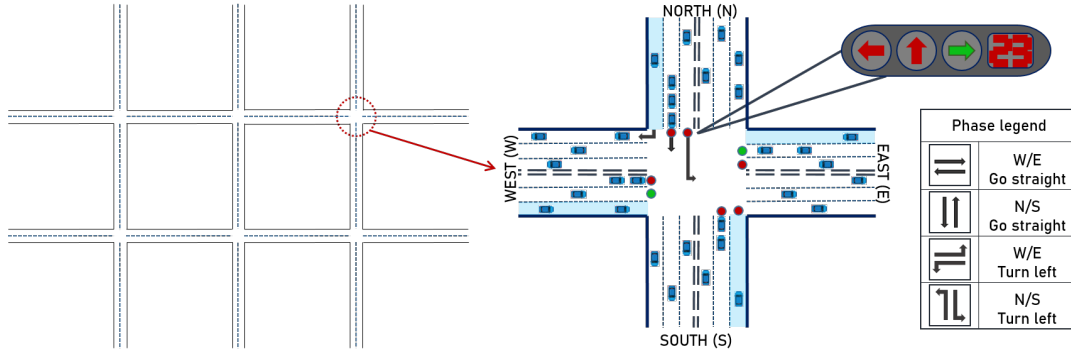 NORTH (N)
23
WEST (W)
EAST (E)
SOUTH (S)
Phase legend
W/E
Go straight
N/S
Go straight
W/E
Turn left
N/S
Turn left